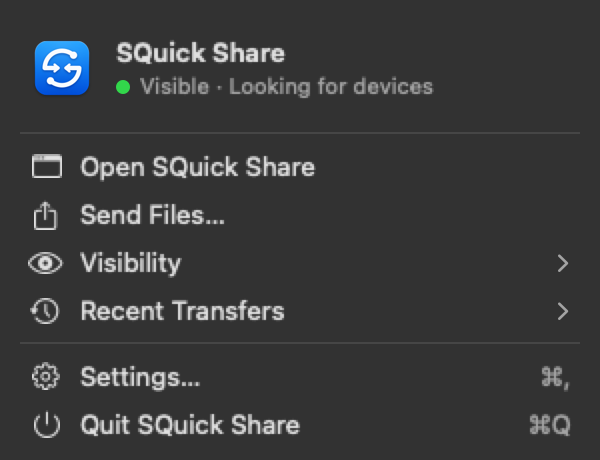 SQuick Share
Visible · Looking for devices
Open SQuick Share
Send Files...
Visibility
Recent Transfers
Settings... ⌘,
Quit SQuick Share ⌘Q